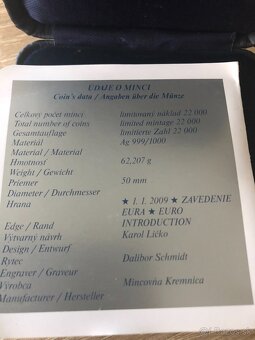 ÚDAJE O MINCI
Coin's data / Angaben über die Münze
Celkový počet mincí limitovaný náklad 22 000
Total number of coins limited mintage 22 000
Gesamtauflage limitierte Zahl 22 000
Materiál Ag 999/1000
Material / Material
Hmotnosť 62,207 g
Weight / Gewicht
Priemer 50 mm
Diameter / Durchmesser
Hrana ★ 1. 1. 2009 ★ ZAVEDENIE
EURA ★ EURO
Edge / Rand INTRODUCTION
Výtvarný návrh Karol Ličko
Design / Entwurf
Rytec Dalibor Schmidt
Engraver / Graveur
Výrobca Mincovňa Kremnica
Manufacturer / Hersteller